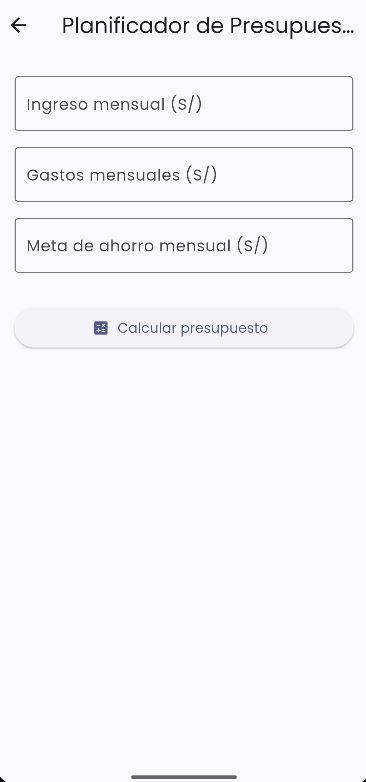 Planificador de Presupues...
Ingreso mensual (S/)
Gastos mensuales (S/)
Meta de ahorro mensual (S/)
Calcular presupuesto